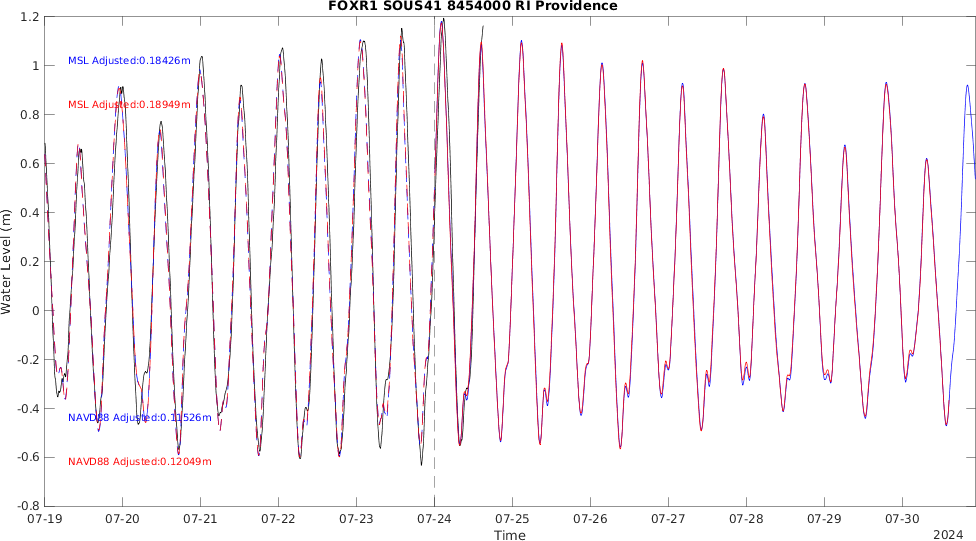 FOXR1 SOUS41 8454000 RI Providence
1.2
1
0.8
0.6
0.4
0.2
0
-0.2
-0.4
-0.6
-0.8
Water Level (m)
MSL Adjusted:0.18426m
MSL Adjusted:0.18949m
NAVD88 Adjusted:0.11526m
NAVD88 Adjusted:0.12049m
07-19 07-20 07-21 07-22 07-23 07-24 07-25 07-26 07-27 07-28 07-29 07-30
Time
2024